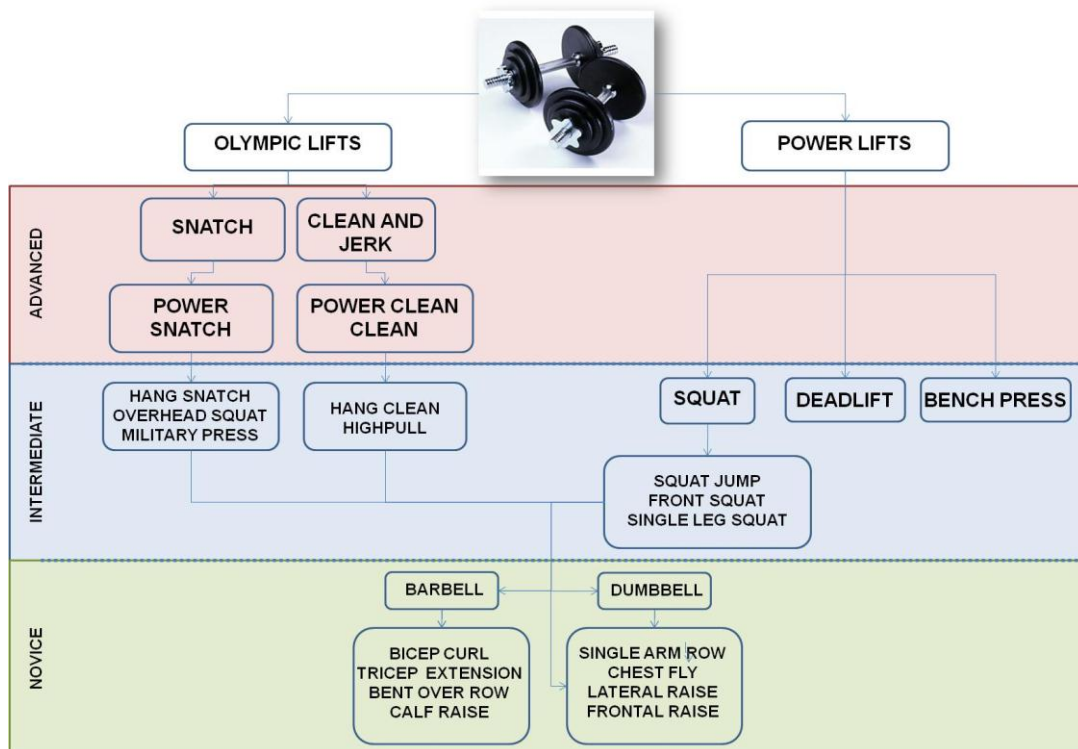 OLYMPIC LIFTS
POWER LIFTS
ADVANCED
SNATCH
CLEAN AND
JERK
POWER
SNATCH
POWER CLEAN
CLEAN
INTERMEDIATE
HANG SNATCH
OVERHEAD SQUAT
MILITARY PRESS
HANG CLEAN
HIGHPULL
SQUAT
DEADLIFT
BENCH PRESS
SQUAT JUMP
FRONT SQUAT
SINGLE LEG SQUAT
NOVICE
BARBELL
DUMBBELL
BICEP CURL
TRICEP EXTENSION
BENT OVER ROW
CALF RAISE
SINGLE ARM ROW
CHEST FLY
LATERAL RAISE
FRONTAL RAISE